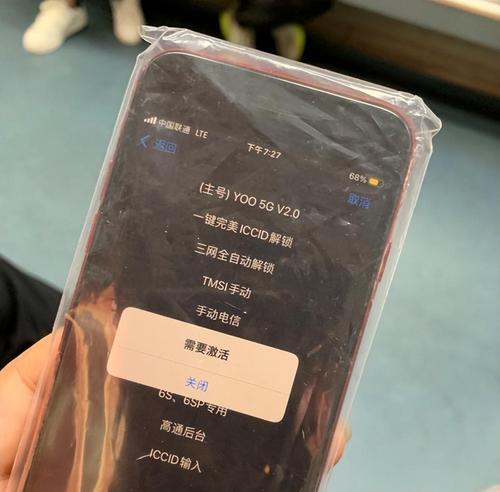 中国联通 LTE
下午7:27
68%
返回
取消
(主号) YOO 5G V2.0
一键完美ICCID解锁
三网全自动解锁
TMSI手动
手动电信
需要激活
关闭
6S、6SP专用
高通后台
ICCID输入